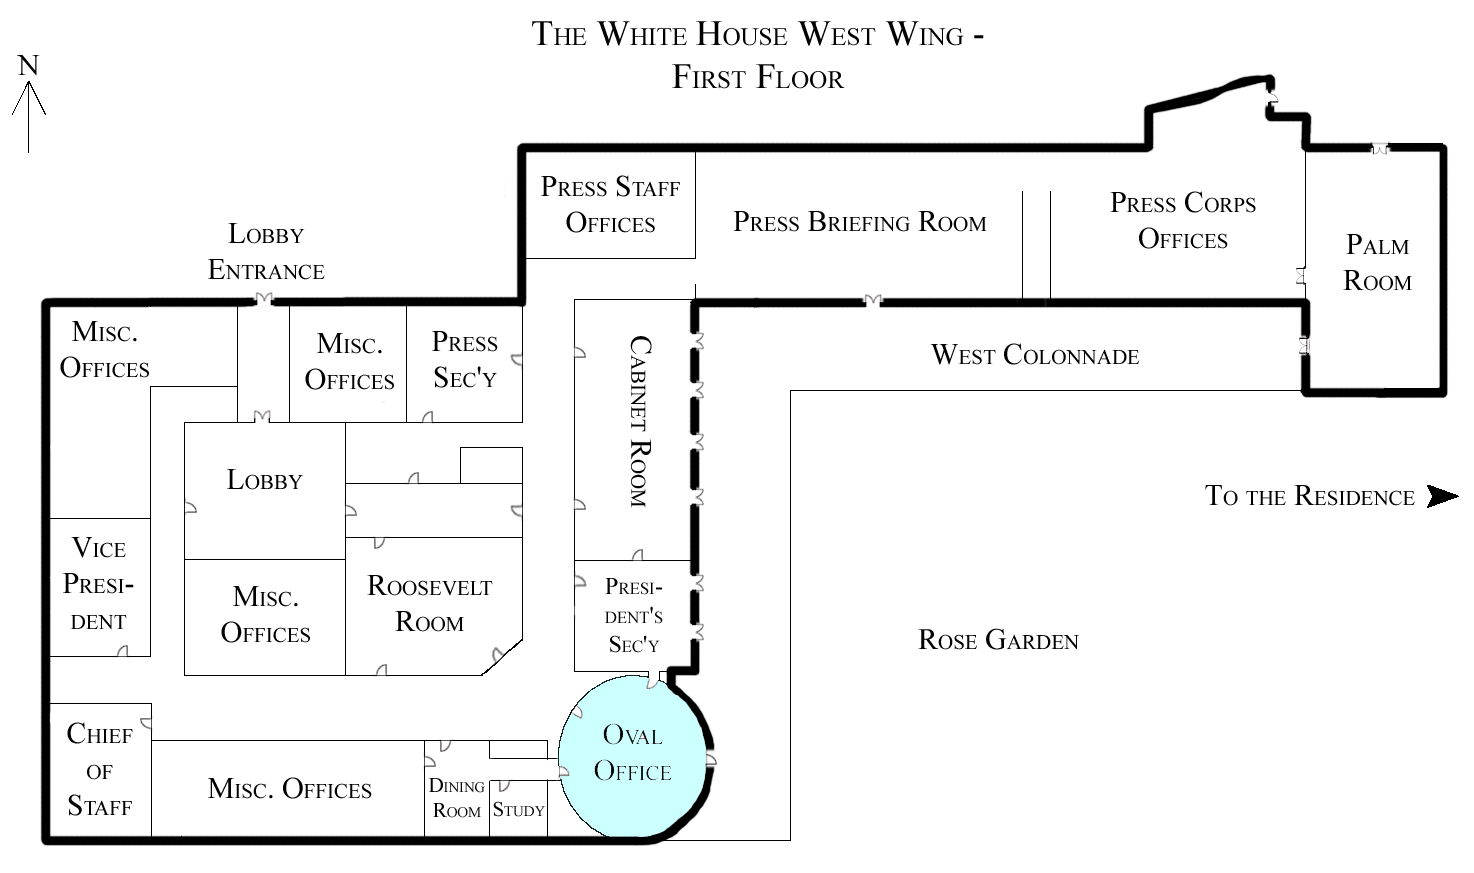 THE WHITE HOUSE WEST WING -
FIRST FLOOR
N
PRESS STAFF
OFFICES
PRESS BRIEFING ROOM
PRESS CORPS
OFFICES
PALM
ROOM
LOBBY
ENTRANCE
MISC.
OFFICES
MISC.
OFFICES
PRESS
SEC'Y
CABINET ROOM
WEST COLONNADE
LOBBY
TO THE RESIDENCE
VICE
PRESI-
DENT
MISC.
OFFICES
ROOSEVELT
ROOM
PRESI-
DENT'S
SEC'Y
ROSE GARDEN
CHIEF
OF
STAFF
MISC. OFFICES
DINING
ROOM
STUDY
OVAL
OFFICE